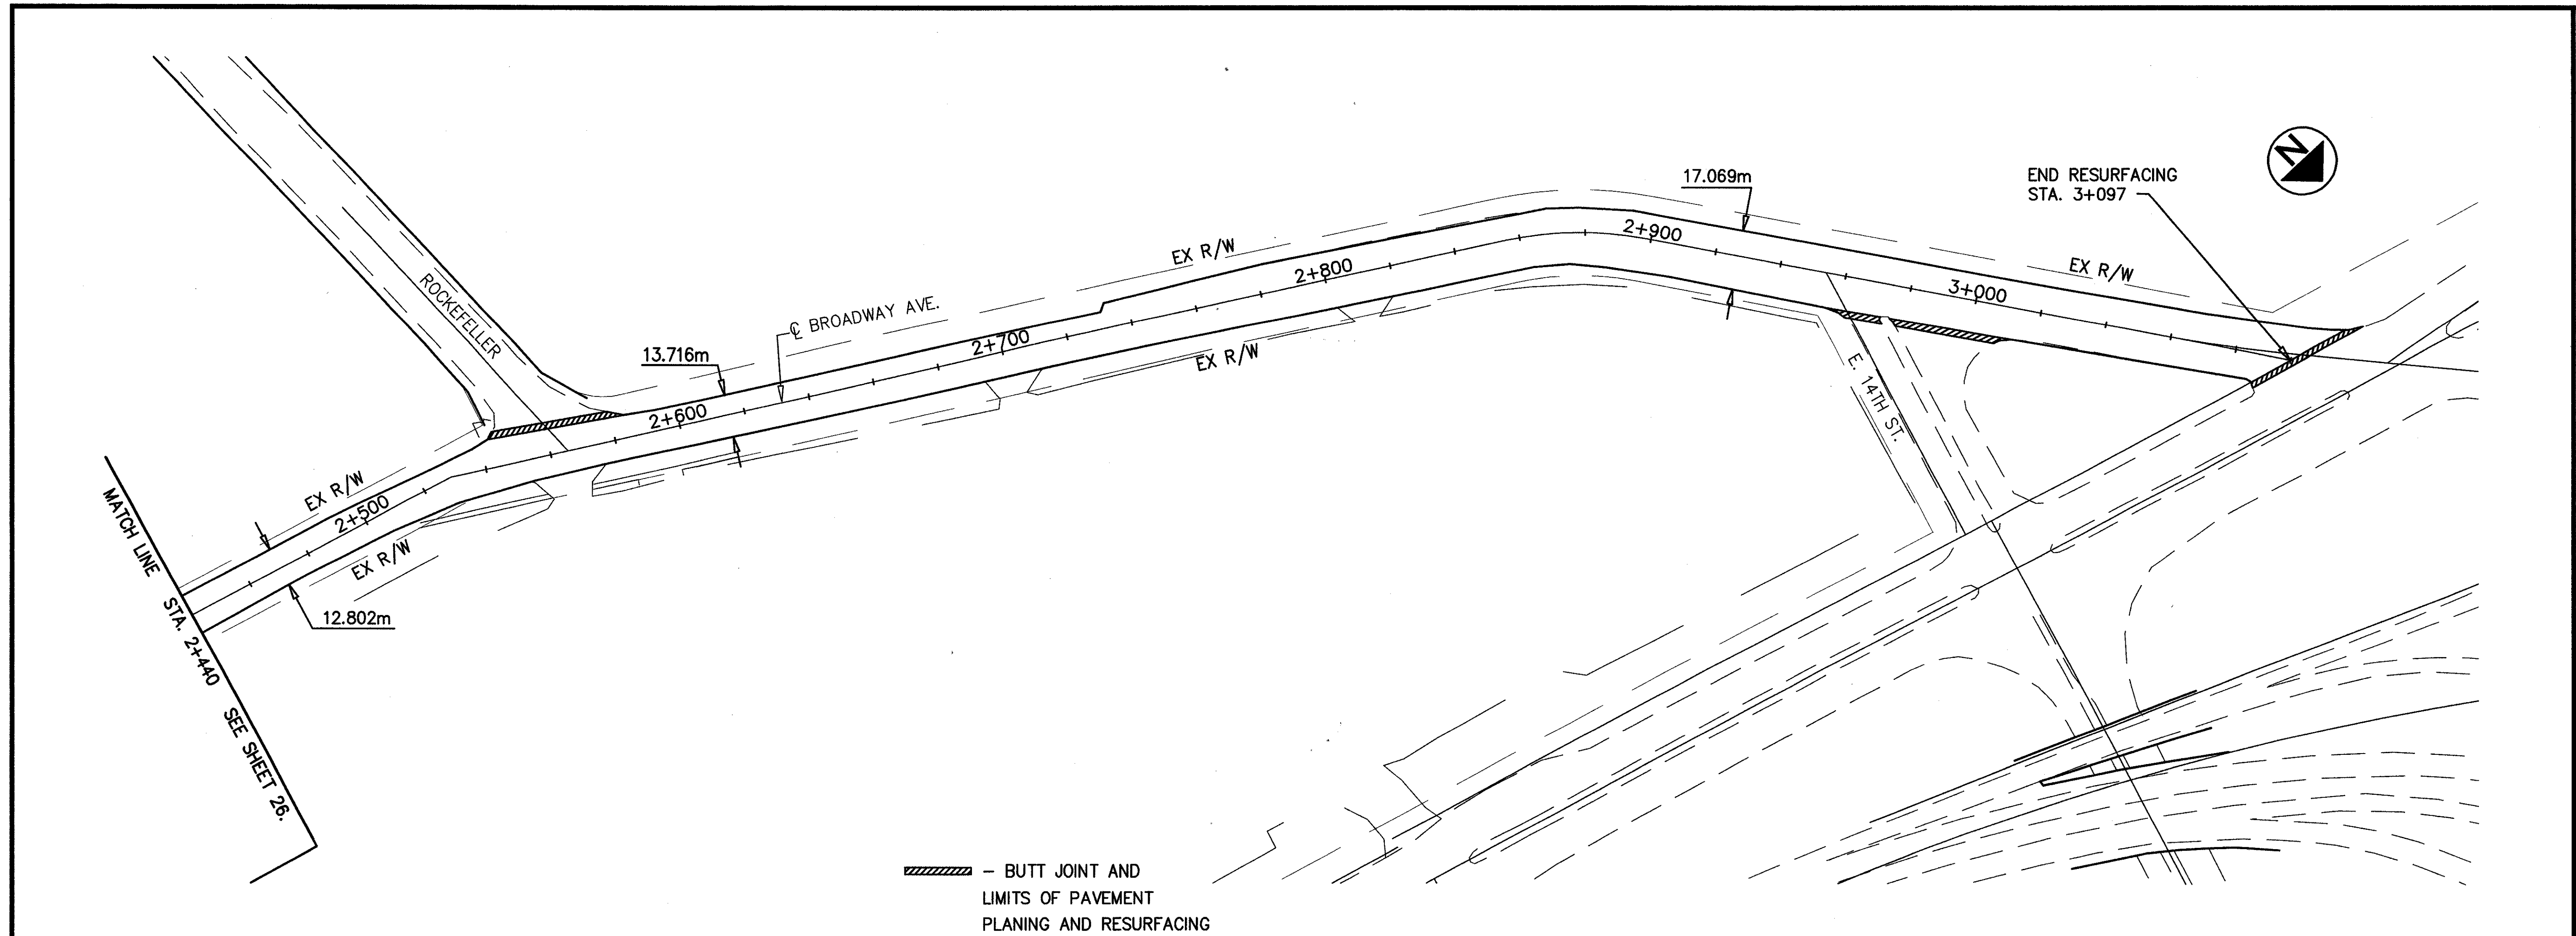 N
END RESURFACING
STA. 3+097
17.069m
2+900
EX R/W
EX R/W
2+800
3+000
ROCKEFELLER
℄ BROADWAY AVE.
13.716m
2+700
EX R/W
E. 14TH ST.
2+600
EX R/W
2+500
EX R/W
12.802m
MATCH LINE STA. 2+440 SEE SHEET 26.
– BUTT JOINT AND
LIMITS OF PAVEMENT
PLANING AND RESURFACING